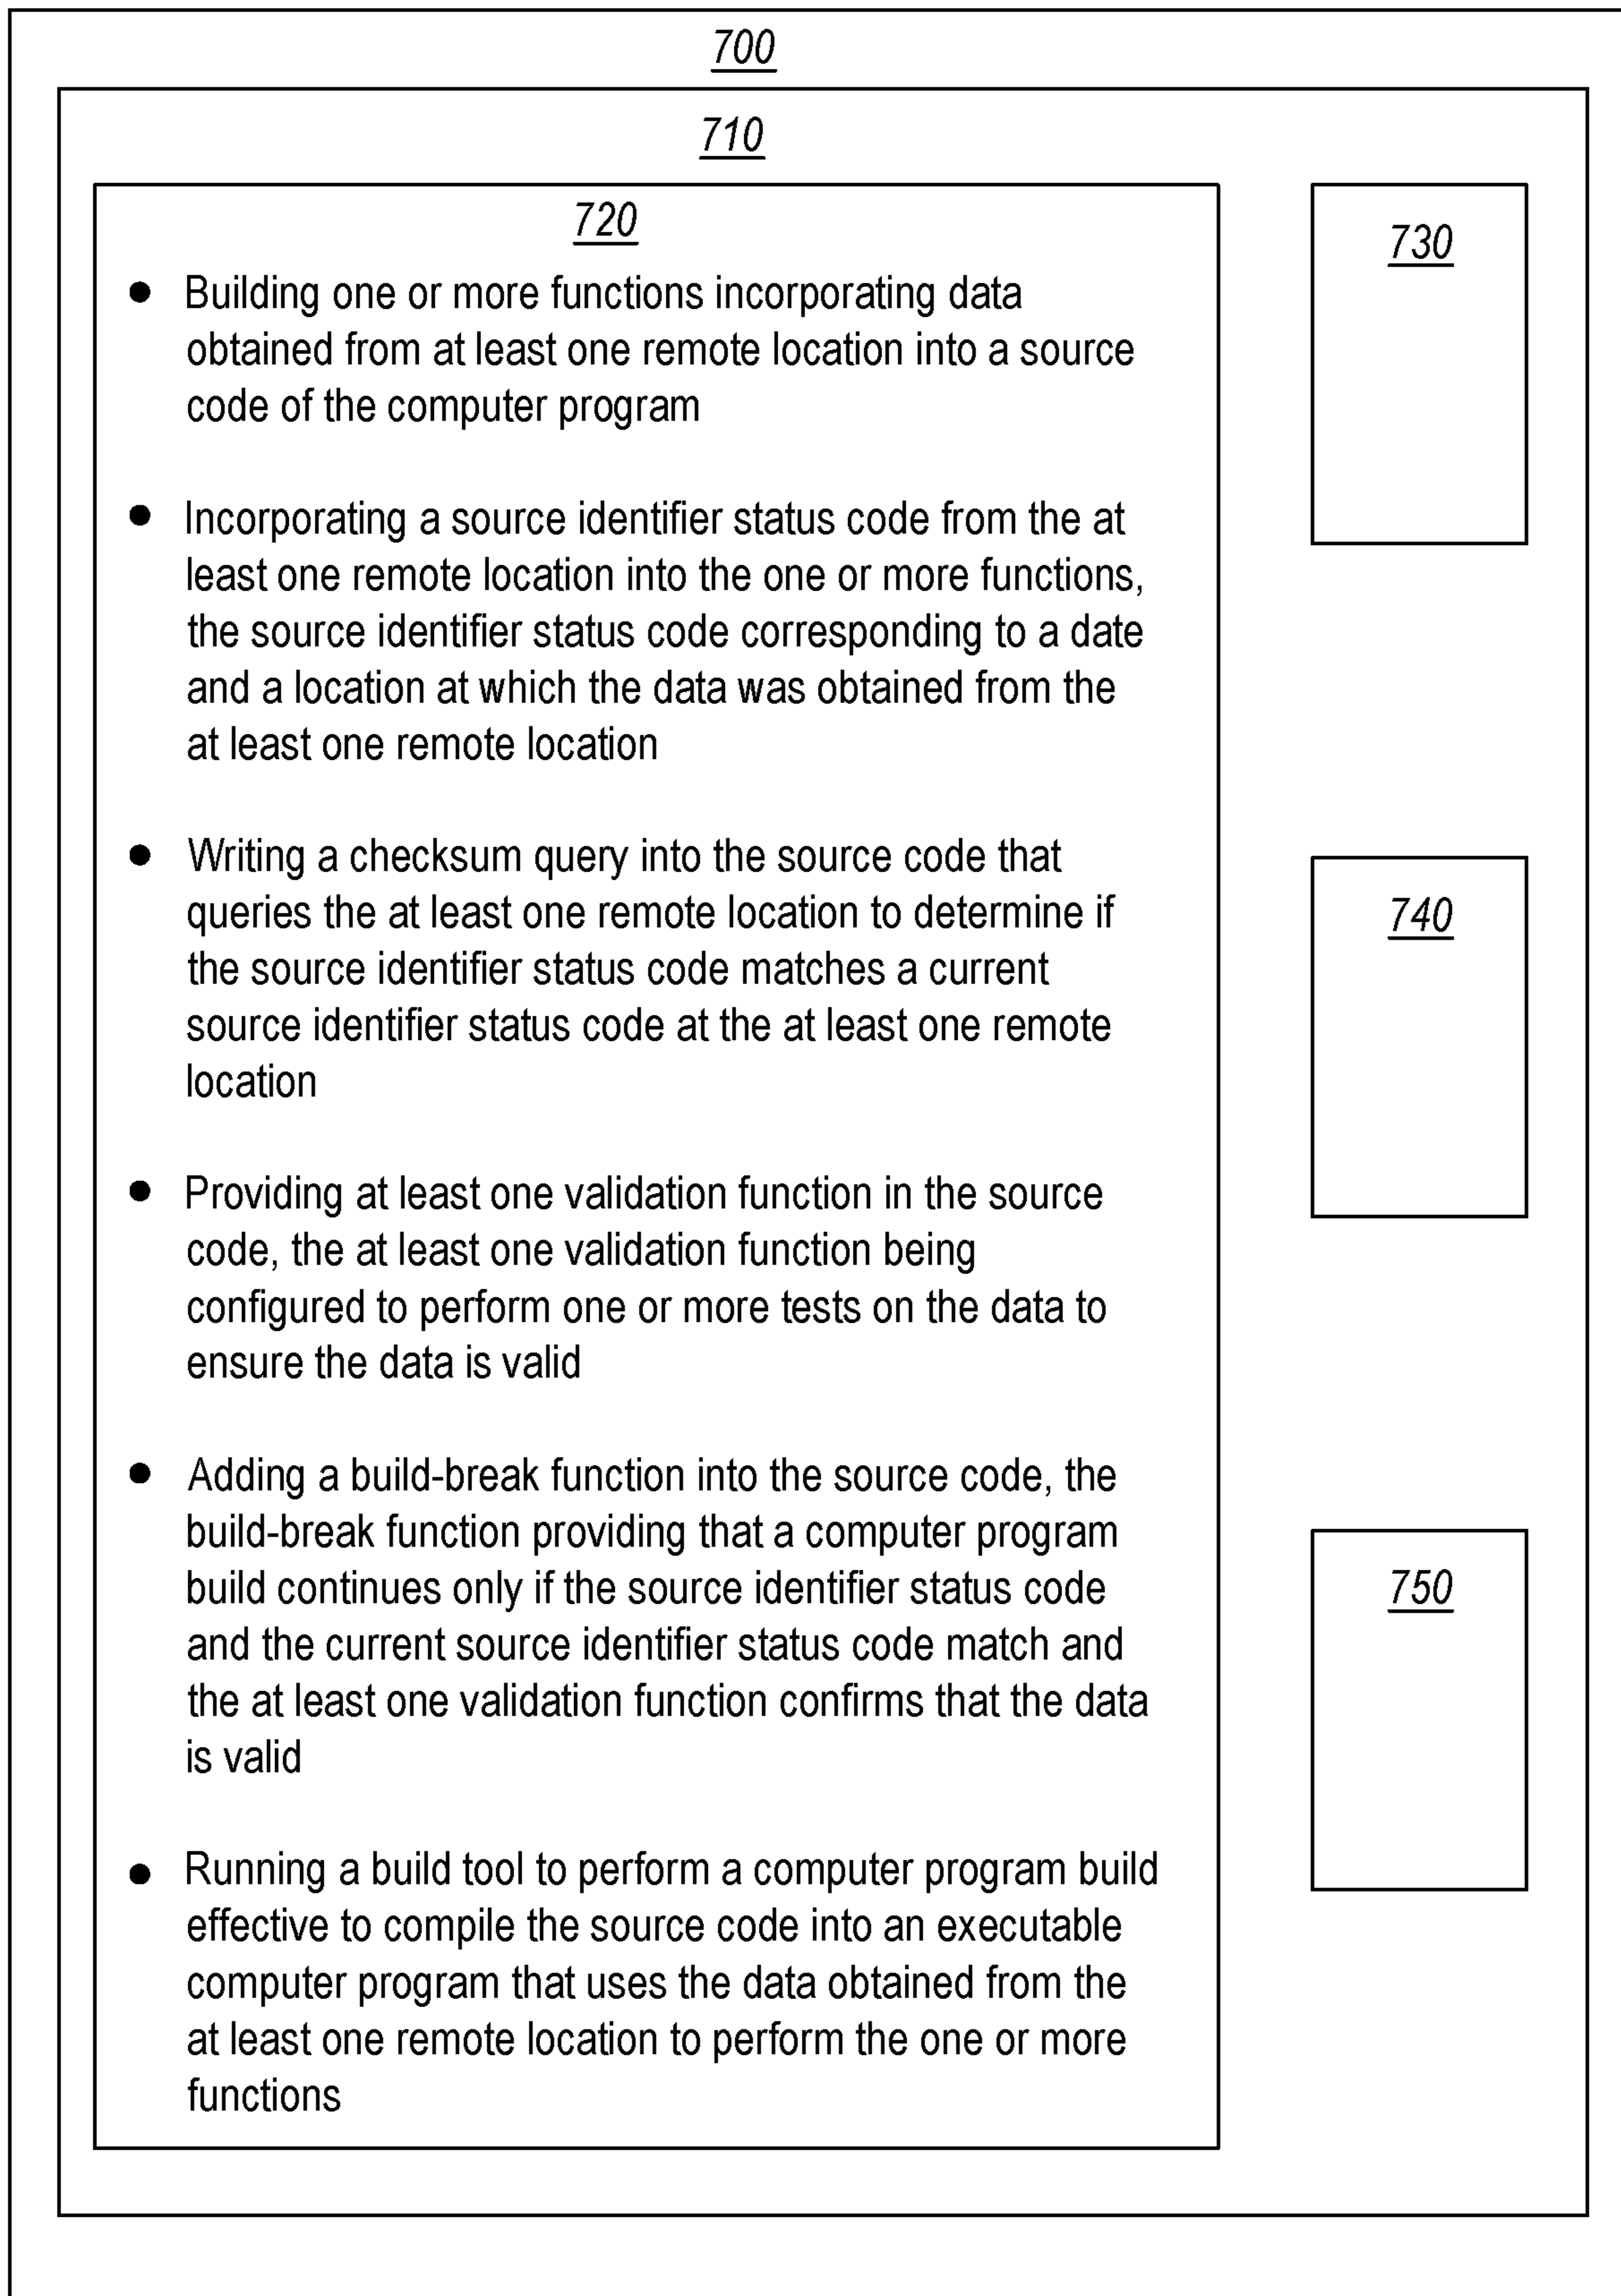 700
710
720
• Building one or more functions incorporating data
obtained from at least one remote location into a source
code of the computer program
• Incorporating a source identifier status code from the at
least one remote location into the one or more functions,
the source identifier status code corresponding to a date
and a location at which the data was obtained from the
at least one remote location
• Writing a checksum query into the source code that
queries the at least one remote location to determine if
the source identifier status code matches a current
source identifier status code at the at least one remote
location
• Providing at least one validation function in the source
code, the at least one validation function being
configured to perform one or more tests on the data to
ensure the data is valid
• Adding a build-break function into the source code, the
build-break function providing that a computer program
build continues only if the source identifier status code
and the current source identifier status code match and
the at least one validation function confirms that the data
is valid
• Running a build tool to perform a computer program build
effective to compile the source code into an executable
computer program that uses the data obtained from the
at least one remote location to perform the one or more
functions
730
740
750